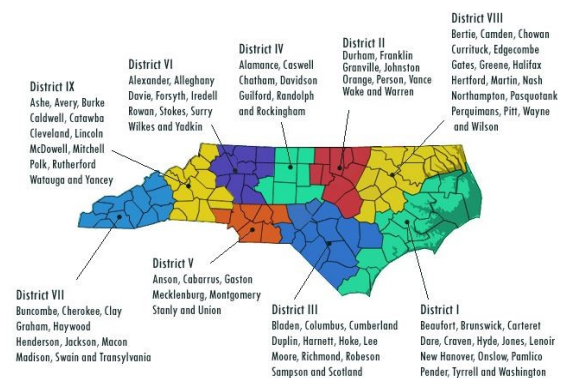 District VIII
Bertie, Camden, Chowan
Currituck, Edgecombe
Gates, Greene, Halifax
Hertford, Martin, Nash
Northampton, Pasquotank
Perquimans, Pitt, Wayne
and Wilson
District II
Durham, Franklin
Granville, Johnston
Orange, Person, Vance
Wake and Warren
District IV
Alamance, Caswell
Chatham, Davidson
Guilford, Randolph
and Rockingham
District VI
Alexander, Alleghany
Davie, Forsyth, Iredell
Rowan, Stokes, Surry
Wilkes and Yadkin
District IX
Ashe, Avery, Burke
Caldwell, Catawba
Cleveland, Lincoln
McDowell, Mitchell
Polk, Rutherford
Watauga and Yancey
District V
Anson, Cabarrus, Gaston
Mecklenburg, Montgomery
Stanly and Union
District VII
Buncombe, Cherokee, Clay
Graham, Haywood
Henderson, Jackson, Macon
Madison, Swain and Transylvania
District III
Bladen, Columbus, Cumberland
Duplin, Harnett, Hoke, Lee
Moore, Richmond, Robeson
Sampson and Scotland
District I
Beaufort, Brunswick, Carteret
Dare, Craven, Hyde, Jones, Lenoir
New Hanover, Onslow, Pamlico
Pender, Tyrrell and Washington